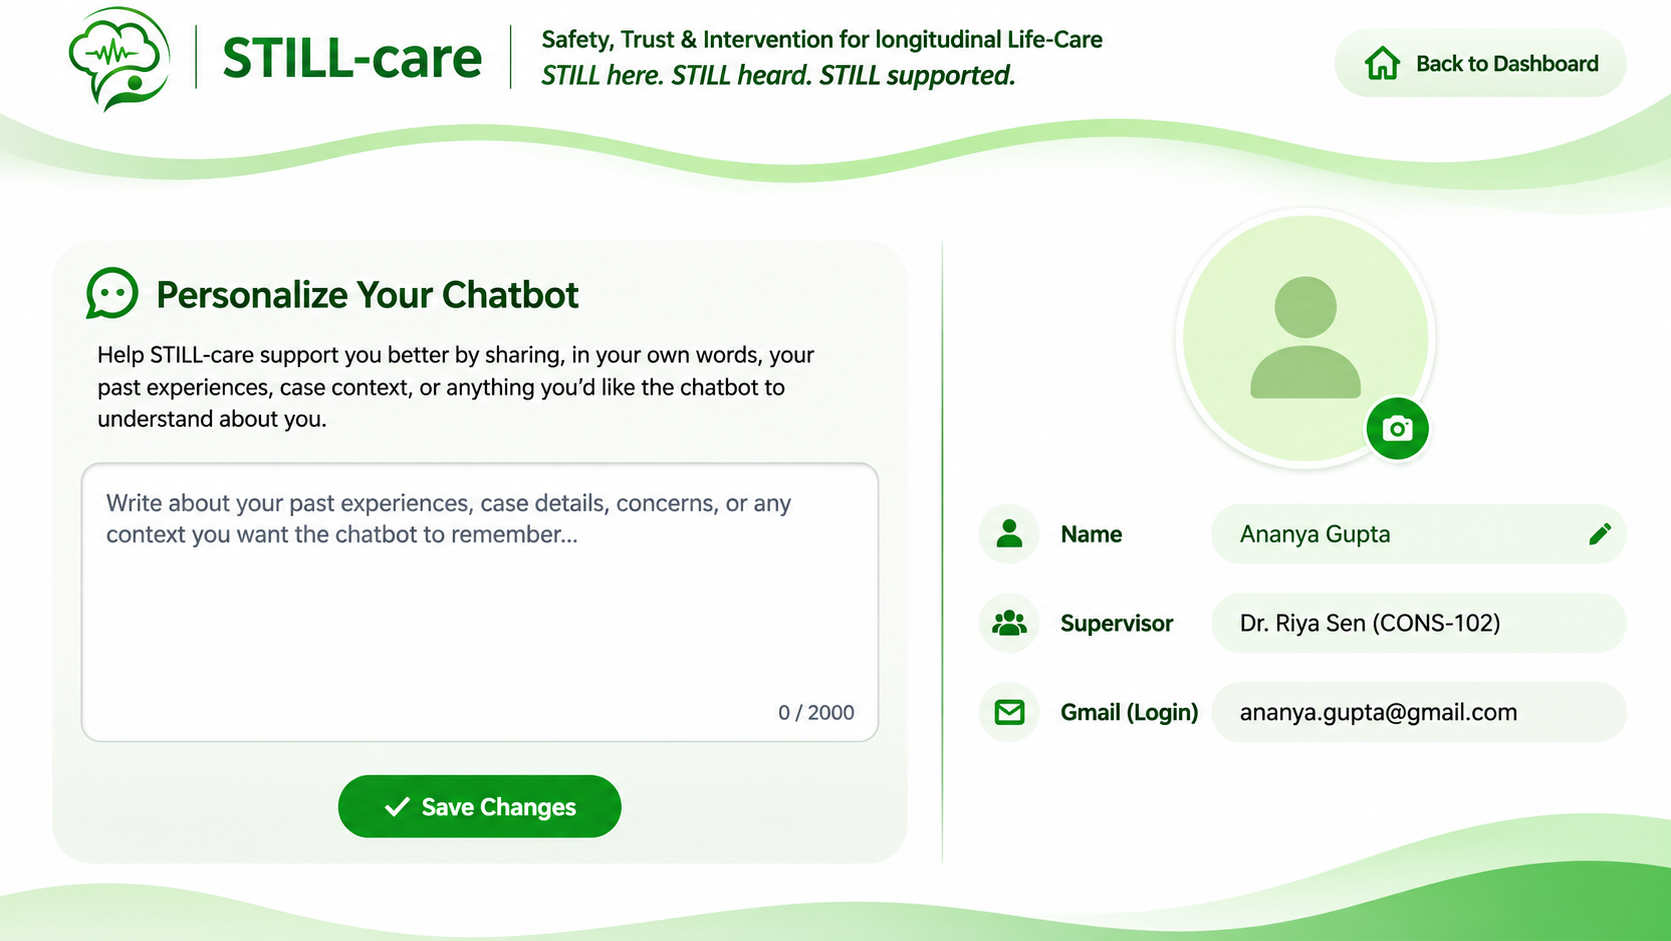 STILL-care
Safety, Trust & Intervention for longitudinal Life-Care
STILL here. STILL heard. STILL supported.
Back to Dashboard
Personalize Your Chatbot
Help STILL-care support you better by sharing, in your own words, your
past experiences, case context, or anything you’d like the chatbot to
understand about you.
Write about your past experiences, case details, concerns, or any
context you want the chatbot to remember...
0 / 2000
Save Changes
Name
Ananya Gupta
Supervisor
Dr. Riya Sen (CONS-102)
Gmail (Login)
ananya.gupta@gmail.com